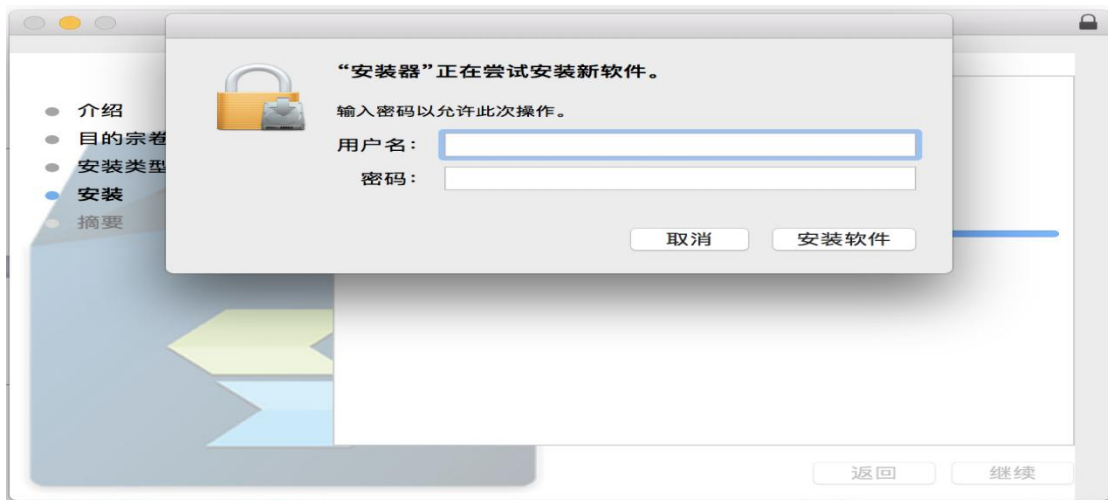 “安装器”正在尝试安装新软件。
输入密码以允许此次操作。
用户名：
密码：
取消
安装软件
介绍
目的宗卷
安装类型
安装
摘要
返回
继续